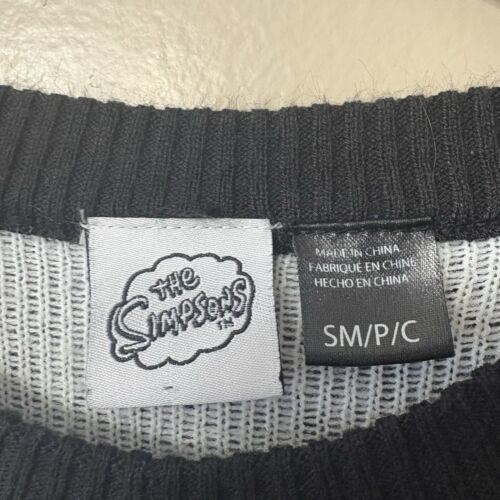 THE
SIMPSONS
TM
MADE IN CHINA
FABRIQUÉ EN CHINE
HECHO EN CHINA
SM/P/C